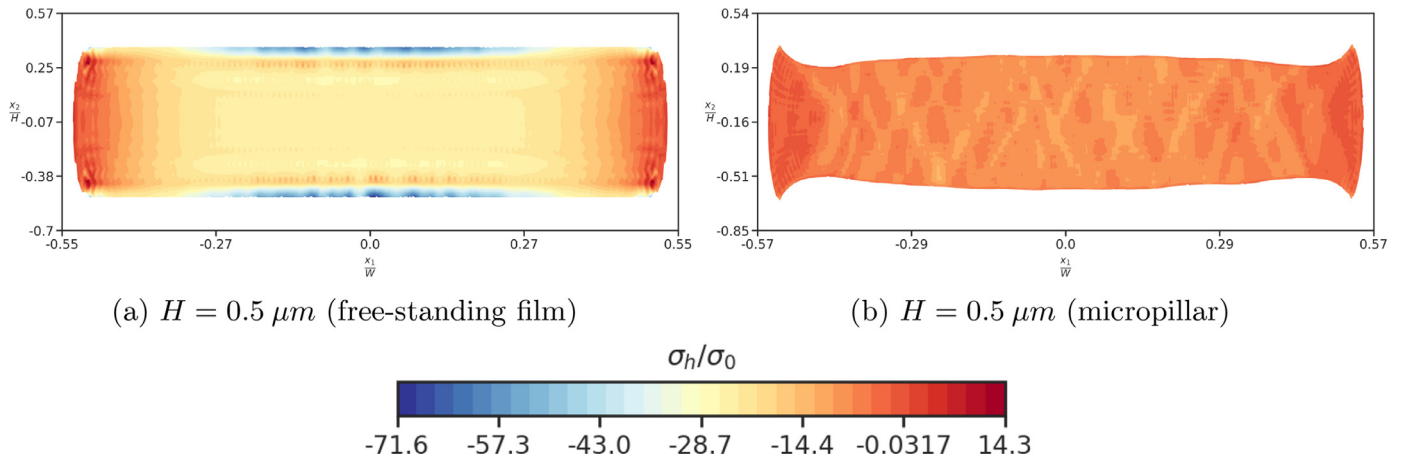 0.57
0.25
x₂/H
-0.07
-0.38
-0.7
-0.55 -0.27 0.0 0.27 0.55
x₁/W
0.54
0.19
x₂/H
-0.16
-0.51
-0.85
-0.57 -0.29 0.0 0.29 0.57
x₁/W
(a) H = 0.5 μm (free-standing film)
(b) H = 0.5 μm (micropillar)
σₕ/σ₀
-71.6 -57.3 -43.0 -28.7 -14.4 -0.0317 14.3